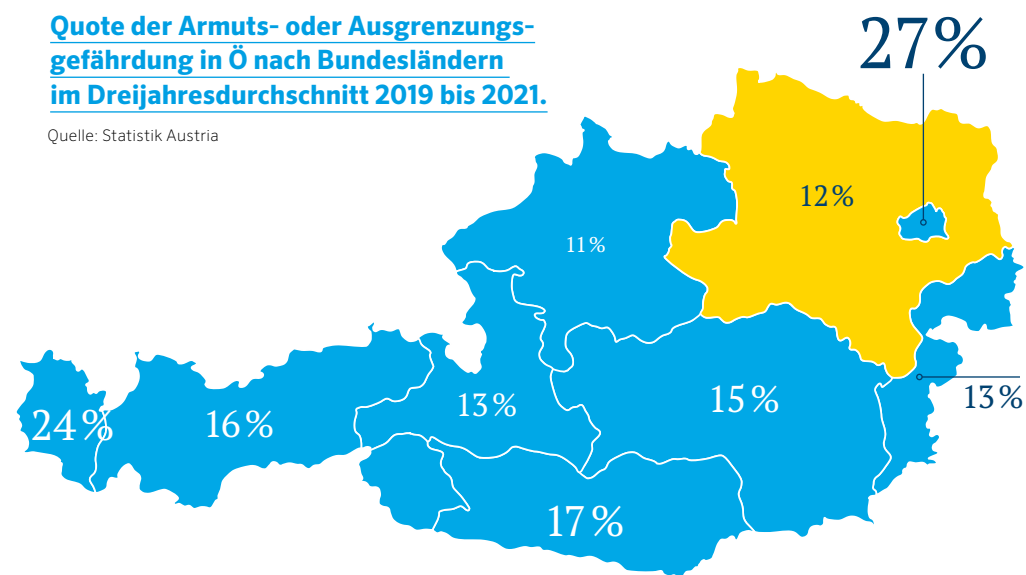 Quote der Armuts- oder Ausgrenzungs-
gefährdung in Ö nach Bundesländern
im Dreijahresdurchschnitt 2019 bis 2021.
Quelle: Statistik Austria
27%
12%
11%
13%
15%
13%
24%
16%
17%